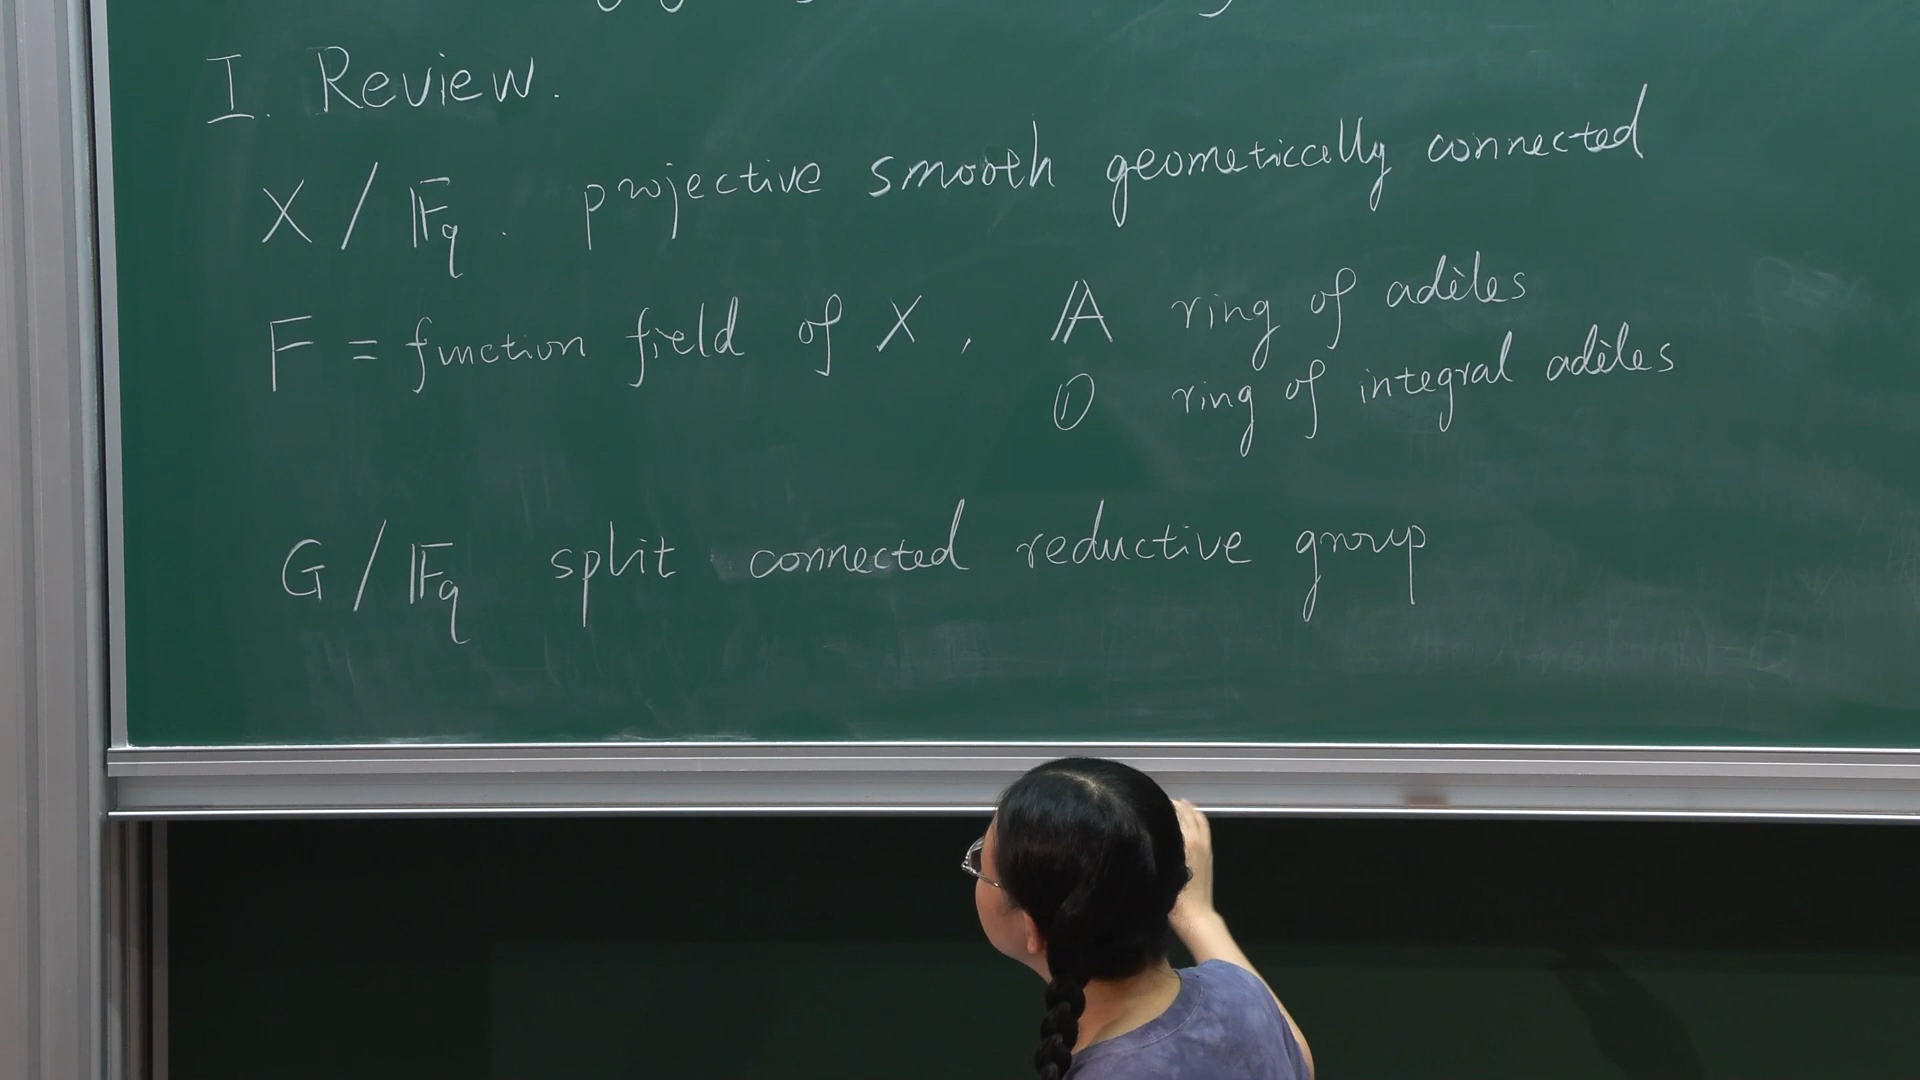 I. Review.
X / 𝔽q . projective smooth geometrically connected
F = function field of X , 𝔸 ring of adèles
𝕆 ring of integral adèles
G / 𝔽q split connected reductive group